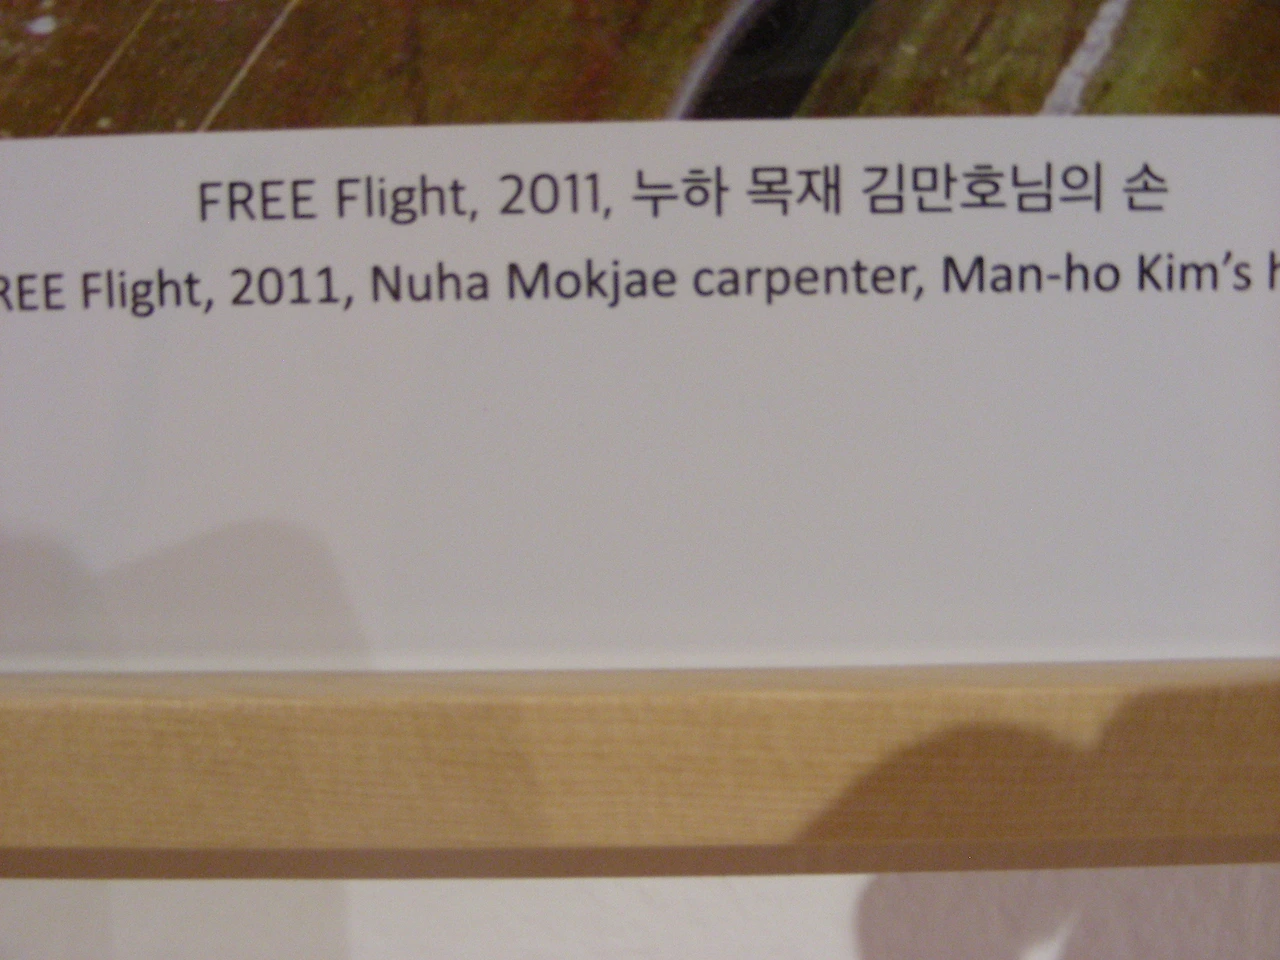 FREE Flight, 2011, 누하 목재 김만호님의 손
REE Flight, 2011, Nuha Mokjae carpenter, Man-ho Kim's